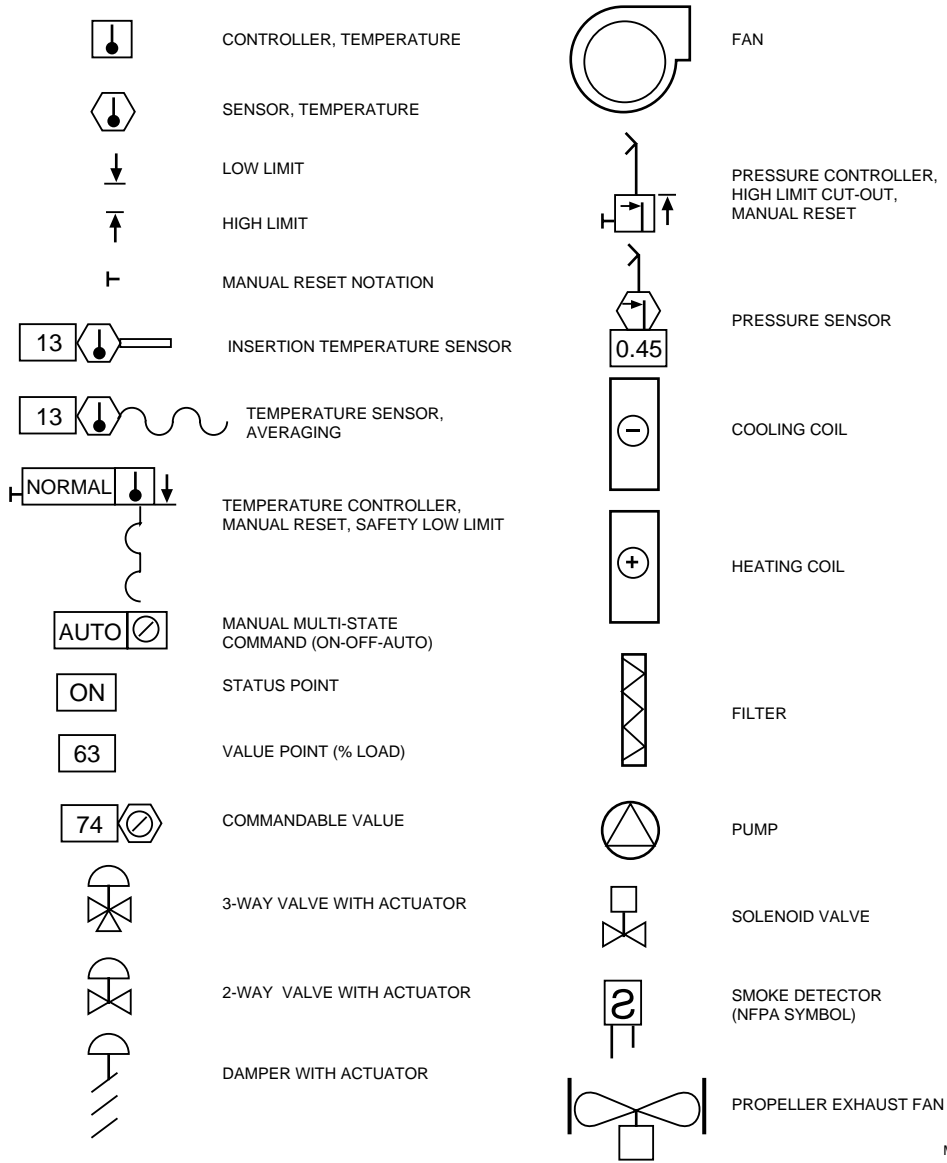 CONTROLLER, TEMPERATURE
SENSOR, TEMPERATURE
LOW LIMIT
HIGH LIMIT
MANUAL RESET NOTATION
13
INSERTION TEMPERATURE SENSOR
13
TEMPERATURE SENSOR,
AVERAGING
NORMAL
TEMPERATURE CONTROLLER,
MANUAL RESET, SAFETY LOW LIMIT
AUTO
MANUAL MULTI-STATE
COMMAND (ON-OFF-AUTO)
ON
STATUS POINT
63
VALUE POINT (% LOAD)
74
COMMANDABLE VALUE
3-WAY VALVE WITH ACTUATOR
2-WAY VALVE WITH ACTUATOR
DAMPER WITH ACTUATOR
FAN
PRESSURE CONTROLLER,
HIGH LIMIT CUT-OUT,
MANUAL RESET
PRESSURE SENSOR
0.45
COOLING COIL
HEATING COIL
FILTER
PUMP
SOLENOID VALVE
S
SMOKE DETECTOR
(NFPA SYMBOL)
PROPELLER EXHAUST FAN